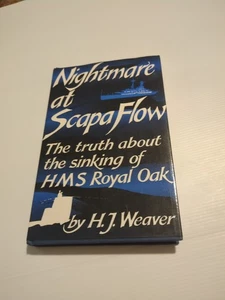 Nightmare
at
Scapa Flow
The truth about
the sinking of
HMS Royal Oak
by H.J. Weaver